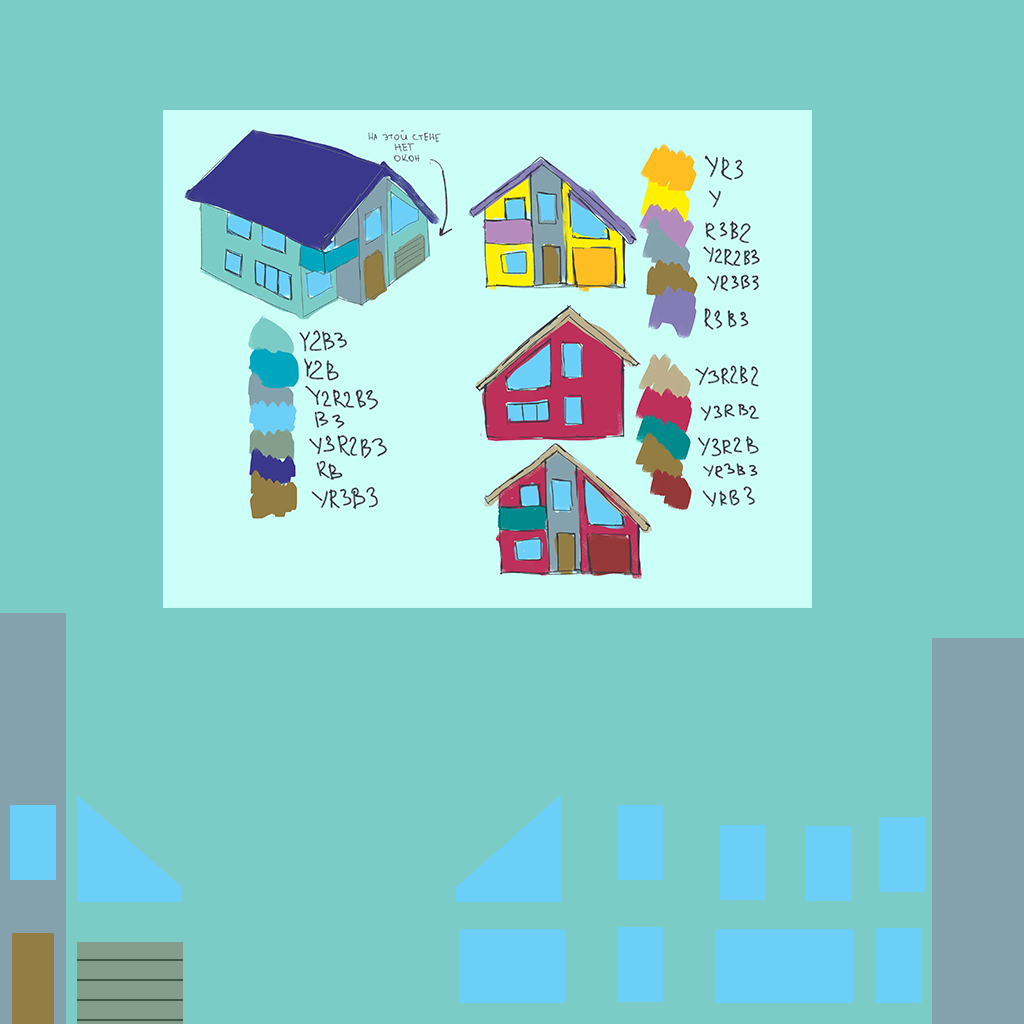 НА ЭТОЙ СТЕНЕ
НЕТ
ОКОН
Y2B3
Y2B
Y2R2B3
B3
Y3R2B3
RB
YR3B3
YR3
Y
R3B2
Y2R2B3
YR3B3
R3B3
Y3R2B2
Y3RB2
Y3R2B
YR3B3
YRB3